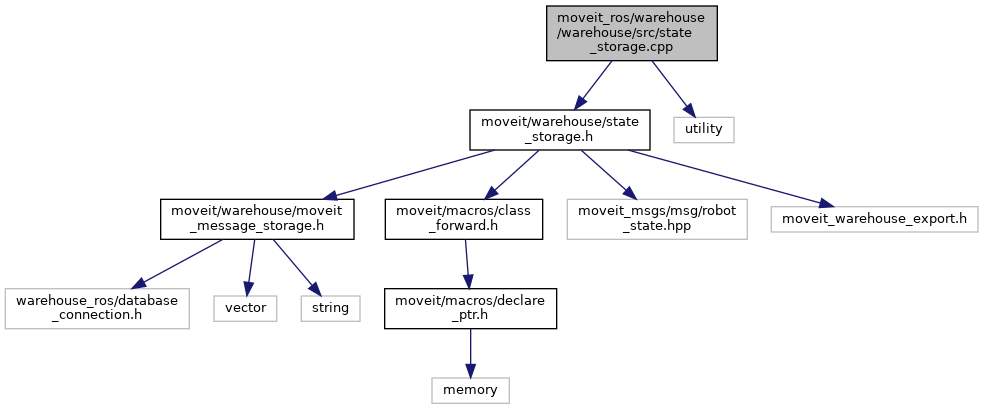 moveit_ros/warehouse
/warehouse/src/state
_storage.cpp
moveit/warehouse/state
_storage.h
utility
moveit/warehouse/moveit
_message_storage.h
moveit/macros/class
_forward.h
moveit_msgs/msg/robot
_state.hpp
moveit_warehouse_export.h
warehouse_ros/database
_connection.h
vector
string
moveit/macros/declare
_ptr.h
memory